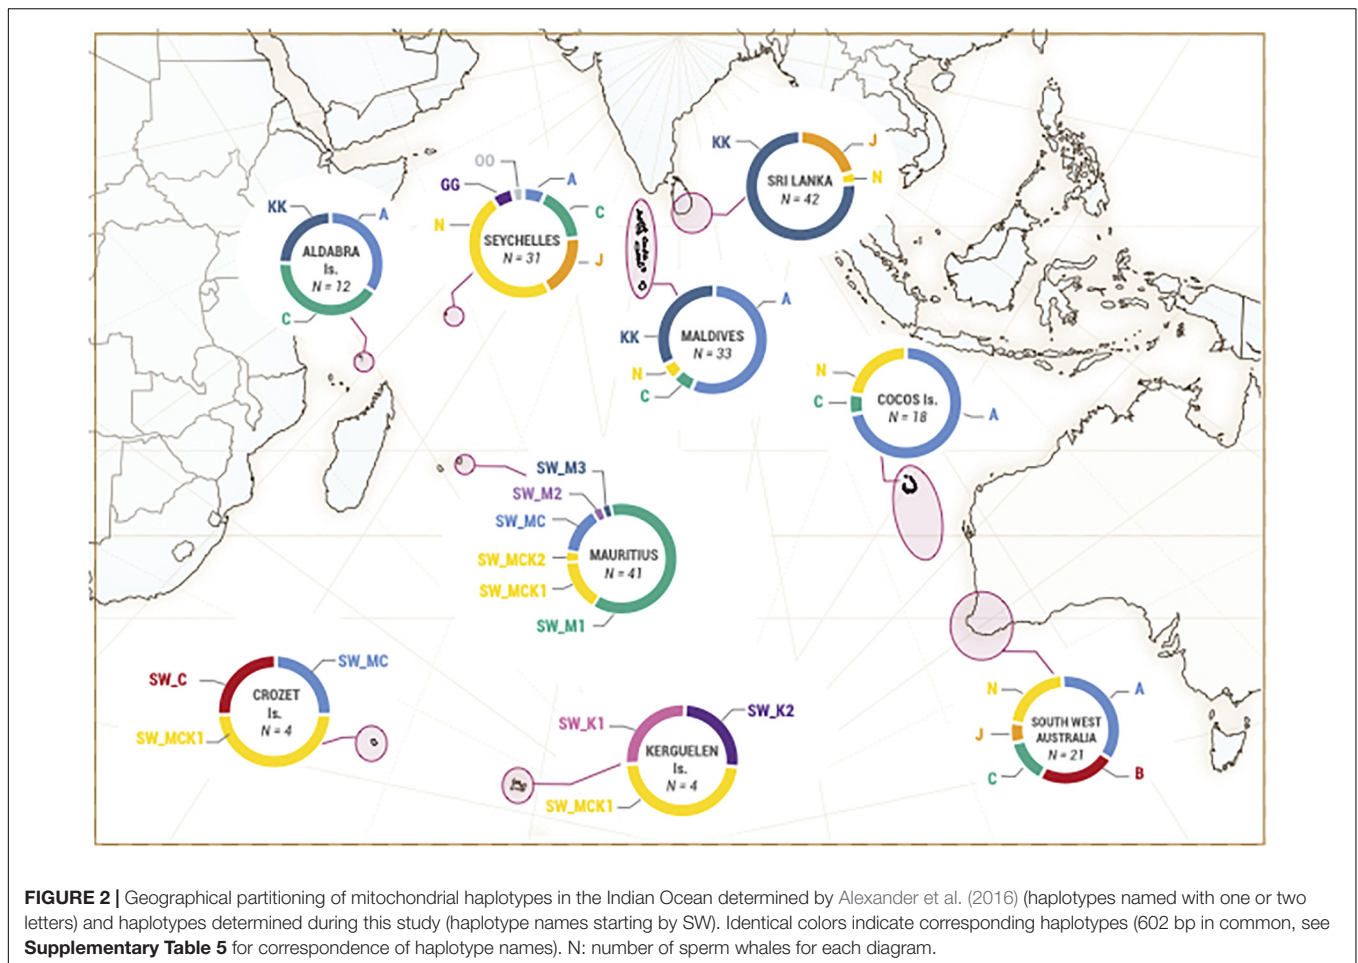 KK
J
N
SRI LANKA
N = 42
OO
GG
A
N
C
SEYCHELLES
N = 31
J
KK
A
ALDABRA
Is.
N = 12
C
A
KK
MALDIVES
N = 33
N
C
N
COCOS Is.
C
N = 18
A
SW_M3
SW_M2
SW_MC
MAURITIUS
SW_MCK2
N = 41
SW_MCK1
SW_M1
SW_MC
SW_C
CROZET
Is.
N = 4
SW_MCK1
SW_K1
SW_K2
KERGUELEN
Is.
N = 4
SW_MCK1
N
A
SOUTH WEST
J
AUSTRALIA
N = 21
C
B
FIGURE 2 | Geographical partitioning of mitochondrial haplotypes in the Indian Ocean determined by Alexander et al. (2016) (haplotypes named with one or two
letters) and haplotypes determined during this study (haplotype names starting by SW). Identical colors indicate corresponding haplotypes (602 bp in common, see
Supplementary Table 5 for correspondence of haplotype names). N: number of sperm whales for each diagram.